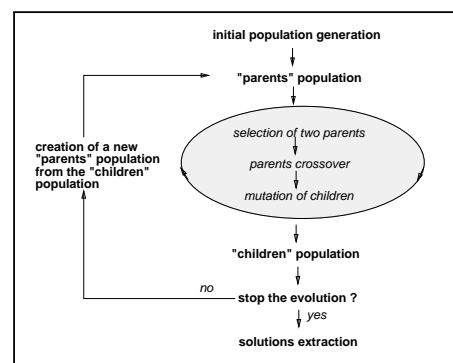 initial population generation
"parents" population
selection of two parents
parents crossover
mutation of children
creation of a new
"parents" population
from the "children"
population
"children" population
no
stop the evolution ?
yes
solutions extraction